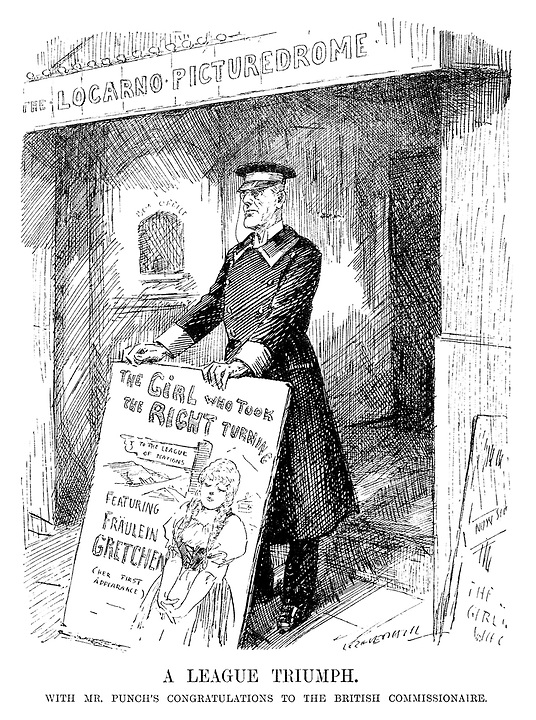 THE LOCARNO·PICTUREDROME·
BOX OFFICE
THE GIRL WHO TOOK
THE RIGHT TURNING
TO THE LEAGUE
OF NATIONS
FEATURING
FRÄULEIN
GRETCHEN
(HER FIRST
APPEARANCE)
NOW
THE
GIRL
WHO
A LEAGUE TRIUMPH.
WITH MR. PUNCH'S CONGRATULATIONS TO THE BRITISH COMMISSIONAIRE.